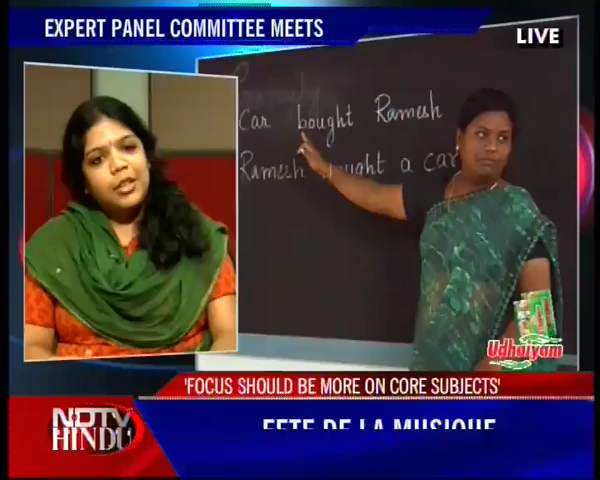 EXPERT PANEL COMMITTEE MEETS
LIVE
Car bought Ramesh
Ramesh bought a car
Udhaiyam
'FOCUS SHOULD BE MORE ON CORE SUBJECTS'
NDTV
HINDU
FETE DE LA MUSIQUE